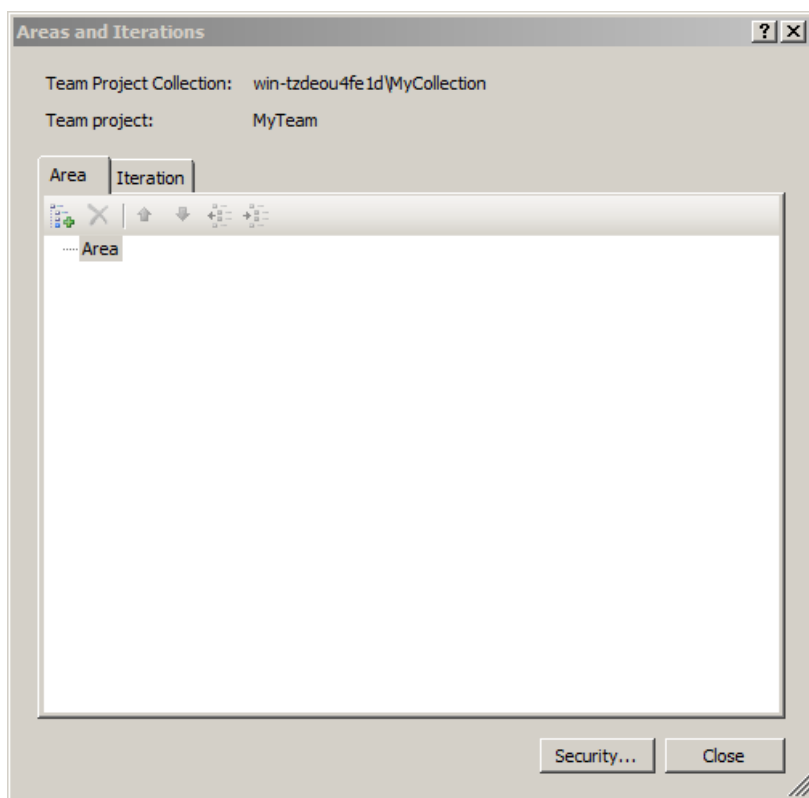 Areas and Iterations
Team Project Collection: win-tzdeou4fe1d\MyCollection
Team project: MyTeam
Area Iteration
Area
Security... Close